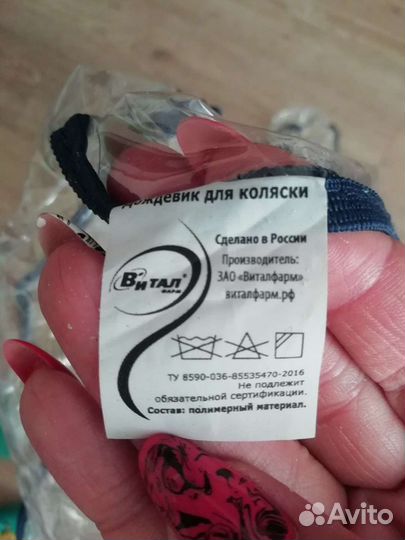 Дождевик для коляски
Сделано в России
Производитель:
ЗАО «Виталфарм»
виталфарм.рф
Витал®
ФАРМ
ТУ 8590-036-85535470-2016
Не подлежит
обязательной сертификации.
Состав: полимерный материал.
Avito